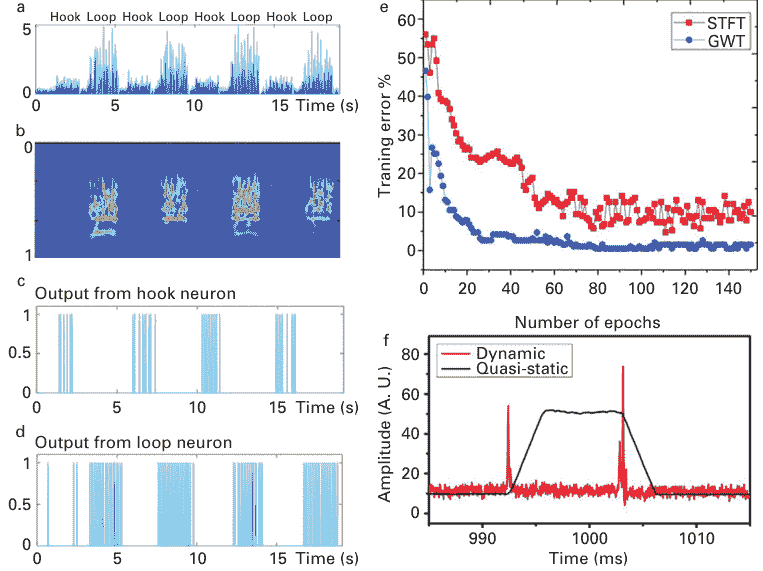 a
Hook Loop Hook Loop Hook Loop Hook Loop
5
0
0 5 10 15 Time (s)
b
0
1
c
Output from hook neuron
1
0.5
0
0 5 10 15 Time (s)
d
Output from loop neuron
1
0.5
0
0 5 10 15 Time (s)
e
STFT
GWT
Traning error %
60
50
40
30
20
10
0
0 20 40 60 80 100 120 140
Number of epochs
f
Dynamic
Quasi-static
Amplitude (A. U.)
80
60
40
20
0
990 1000 1010
Time (ms)